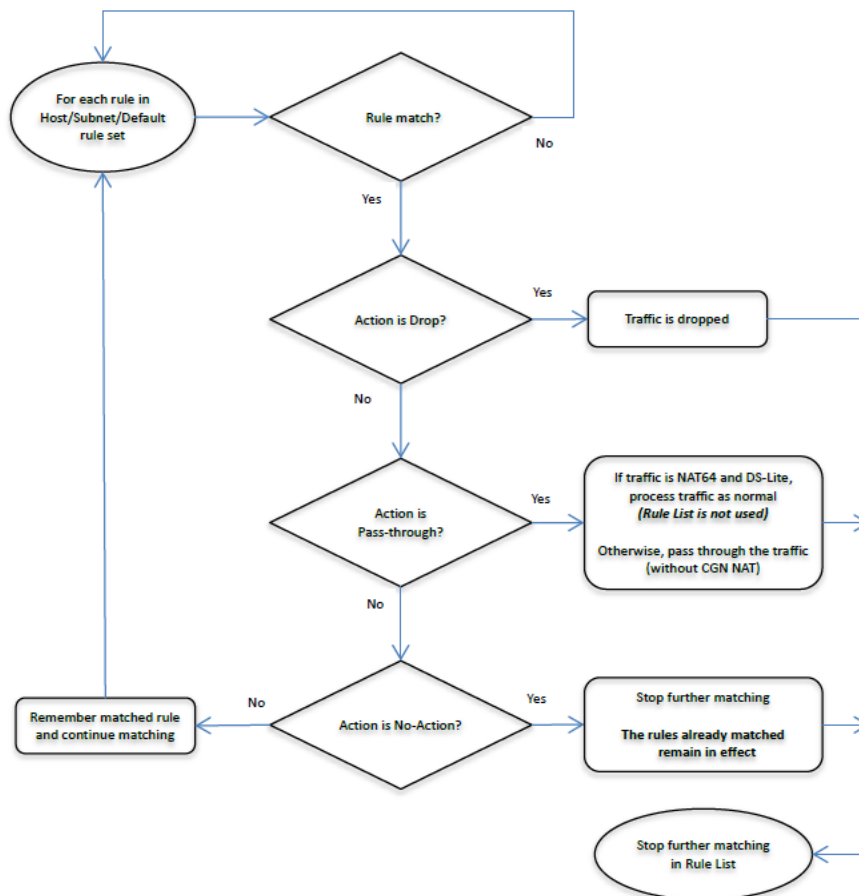 For each rule in
Host/Subnet/Default
rule set
Rule match?
No
Yes
Action is Drop?
Yes
Traffic is dropped
No
Action is
Pass-through?
Yes
If traffic is NAT64 and DS-Lite,
process traffic as normal
(Rule List is not used)
Otherwise, pass through the traffic
(without CGN NAT)
No
Action is No-Action?
No
Remember matched rule
and continue matching
Yes
Stop further matching
The rules already matched
remain in effect
Stop further matching
in Rule List